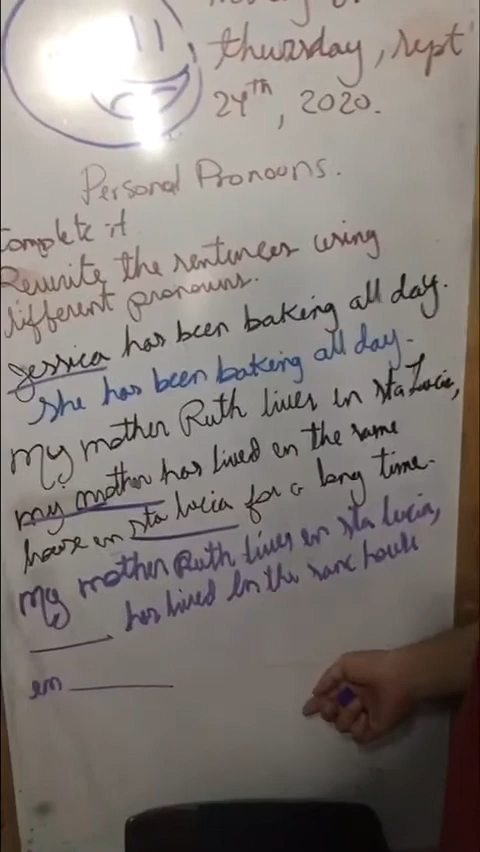 thursday, sept
24th, 2020.
Personal Pronouns.
Complete it
Rewrite the sentences using
different pronouns.
Jessica has been baking all day.
She has been baking all day.
My mother Ruth lives in sta Lucia,
my mother has lived in the same
house in sta lucia for a long time.
My mother Ruth lives in sta lucia,
____ has lived in the same house
in ____